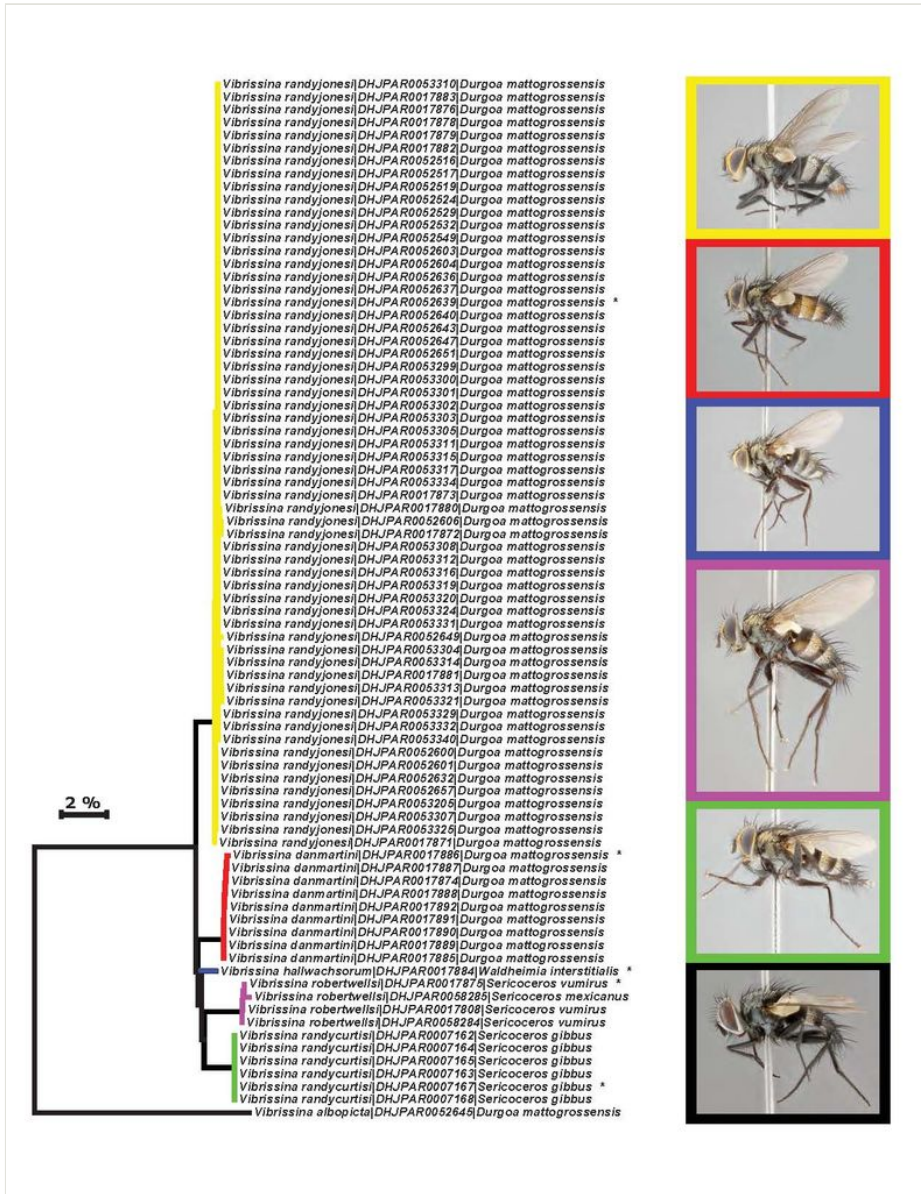 Vibrissina randyjonesi|DHJPAR0053310|Durgoa mattogrossensis
Vibrissina randyjonesi|DHJPAR0017883|Durgoa mattogrossensis
Vibrissina randyjonesi|DHJPAR0017876|Durgoa mattogrossensis
Vibrissina randyjonesi|DHJPAR0017878|Durgoa mattogrossensis
Vibrissina randyjonesi|DHJPAR0017879|Durgoa mattogrossensis
Vibrissina randyjonesi|DHJPAR0017882|Durgoa mattogrossensis
Vibrissina randyjonesi|DHJPAR0052516|Durgoa mattogrossensis
Vibrissina randyjonesi|DHJPAR0052517|Durgoa mattogrossensis
Vibrissina randyjonesi|DHJPAR0052519|Durgoa mattogrossensis
Vibrissina randyjonesi|DHJPAR0052524|Durgoa mattogrossensis
Vibrissina randyjonesi|DHJPAR0052529|Durgoa mattogrossensis
Vibrissina randyjonesi|DHJPAR0052532|Durgoa mattogrossensis
Vibrissina randyjonesi|DHJPAR0052549|Durgoa mattogrossensis
Vibrissina randyjonesi|DHJPAR0052603|Durgoa mattogrossensis
Vibrissina randyjonesi|DHJPAR0052604|Durgoa mattogrossensis
Vibrissina randyjonesi|DHJPAR0052636|Durgoa mattogrossensis
Vibrissina randyjonesi|DHJPAR0052637|Durgoa mattogrossensis
Vibrissina randyjonesi|DHJPAR0052639|Durgoa mattogrossensis *
Vibrissina randyjonesi|DHJPAR0052640|Durgoa mattogrossensis
Vibrissina randyjonesi|DHJPAR0052643|Durgoa mattogrossensis
Vibrissina randyjonesi|DHJPAR0052647|Durgoa mattogrossensis
Vibrissina randyjonesi|DHJPAR0052651|Durgoa mattogrossensis
Vibrissina randyjonesi|DHJPAR0053299|Durgoa mattogrossensis
Vibrissina randyjonesi|DHJPAR0053300|Durgoa mattogrossensis
Vibrissina randyjonesi|DHJPAR0053301|Durgoa mattogrossensis
Vibrissina randyjonesi|DHJPAR0053302|Durgoa mattogrossensis
Vibrissina randyjonesi|DHJPAR0053303|Durgoa mattogrossensis
Vibrissina randyjonesi|DHJPAR0053305|Durgoa mattogrossensis
Vibrissina randyjonesi|DHJPAR0053311|Durgoa mattogrossensis
Vibrissina randyjonesi|DHJPAR0053315|Durgoa mattogrossensis
Vibrissina randyjonesi|DHJPAR0053317|Durgoa mattogrossensis
Vibrissina randyjonesi|DHJPAR0053334|Durgoa mattogrossensis
Vibrissina randyjonesi|DHJPAR0017873|Durgoa mattogrossensis
Vibrissina randyjonesi|DHJPAR0017880|Durgoa mattogrossensis
Vibrissina randyjonesi|DHJPAR0052606|Durgoa mattogrossensis
Vibrissina randyjonesi|DHJPAR0017872|Durgoa mattogrossensis
Vibrissina randyjonesi|DHJPAR0053308|Durgoa mattogrossensis
Vibrissina randyjonesi|DHJPAR0053312|Durgoa mattogrossensis
Vibrissina randyjonesi|DHJPAR0053316|Durgoa mattogrossensis
Vibrissina randyjonesi|DHJPAR0053319|Durgoa mattogrossensis
Vibrissina randyjonesi|DHJPAR0053320|Durgoa mattogrossensis
Vibrissina randyjonesi|DHJPAR0053324|Durgoa mattogrossensis
Vibrissina randyjonesi|DHJPAR0053331|Durgoa mattogrossensis
Vibrissina randyjonesi|DHJPAR0052649|Durgoa mattogrossensis
Vibrissina randyjonesi|DHJPAR0053304|Durgoa mattogrossensis
Vibrissina randyjonesi|DHJPAR0053314|Durgoa mattogrossensis
Vibrissina randyjonesi|DHJPAR0017881|Durgoa mattogrossensis
Vibrissina randyjonesi|DHJPAR0053313|Durgoa mattogrossensis
Vibrissina randyjonesi|DHJPAR0053321|Durgoa mattogrossensis
Vibrissina randyjonesi|DHJPAR0053329|Durgoa mattogrossensis
Vibrissina randyjonesi|DHJPAR0053332|Durgoa mattogrossensis
Vibrissina randyjonesi|DHJPAR0053340|Durgoa mattogrossensis
Vibrissina randyjonesi|DHJPAR0052600|Durgoa mattogrossensis
Vibrissina randyjonesi|DHJPAR0052601|Durgoa mattogrossensis
Vibrissina randyjonesi|DHJPAR0052632|Durgoa mattogrossensis
Vibrissina randyjonesi|DHJPAR0052657|Durgoa mattogrossensis
Vibrissina randyjonesi|DHJPAR0053205|Durgoa mattogrossensis
Vibrissina randyjonesi|DHJPAR0053307|Durgoa mattogrossensis
Vibrissina randyjonesi|DHJPAR0053325|Durgoa mattogrossensis
Vibrissina randyjonesi|DHJPAR0017871|Durgoa mattogrossensis
2 %
Vibrissina danmartini|DHJPAR0017886|Durgoa mattogrossensis *
Vibrissina danmartini|DHJPAR0017887|Durgoa mattogrossensis
Vibrissina danmartini|DHJPAR0017874|Durgoa mattogrossensis
Vibrissina danmartini|DHJPAR0017888|Durgoa mattogrossensis
Vibrissina danmartini|DHJPAR0017892|Durgoa mattogrossensis
Vibrissina danmartini|DHJPAR0017891|Durgoa mattogrossensis
Vibrissina danmartini|DHJPAR0017890|Durgoa mattogrossensis
Vibrissina danmartini|DHJPAR0017889|Durgoa mattogrossensis
Vibrissina danmartini|DHJPAR0017885|Durgoa mattogrossensis
Vibrissina hallwachsorum|DHJPAR0017884|Waldheimia interstitialis *
Vibrissina robertwellsi|DHJPAR0017875|Sericoceros vumirus *
Vibrissina robertwellsi|DHJPAR0058285|Sericoceros mexicanus
Vibrissina robertwellsi|DHJPAR0017808|Sericoceros vumirus
Vibrissina robertwellsi|DHJPAR0058284|Sericoceros vumirus
Vibrissina randycurtisi|DHJPAR0007162|Sericoceros gibbus
Vibrissina randycurtisi|DHJPAR0007164|Sericoceros gibbus
Vibrissina randycurtisi|DHJPAR0007165|Sericoceros gibbus
Vibrissina randycurtisi|DHJPAR0007163|Sericoceros gibbus
Vibrissina randycurtisi|DHJPAR0007167|Sericoceros gibbus *
Vibrissina randycurtisi|DHJPAR0007168|Sericoceros gibbus
Vibrissina albopicta|DHJPAR0052645|Durgoa mattogrossensis